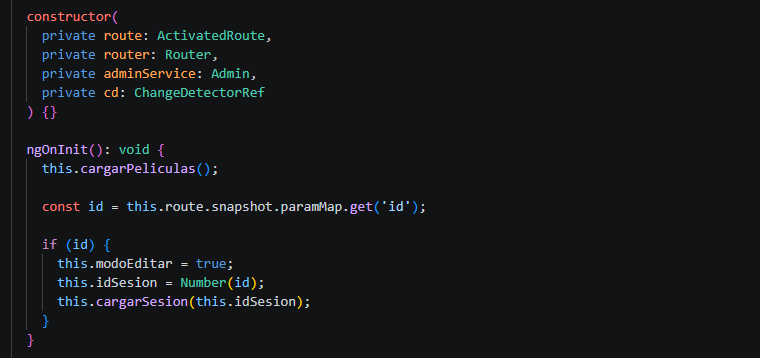 constructor(
  private route: ActivatedRoute,
  private router: Router,
  private adminService: Admin,
  private cd: ChangeDetectorRef
) {}

ngOnInit(): void {
  this.cargarPeliculas();

  const id = this.route.snapshot.paramMap.get('id');

  if (id) {
    this.modoEditar = true;
    this.idSesion = Number(id);
    this.cargarSesion(this.idSesion);
  }
}